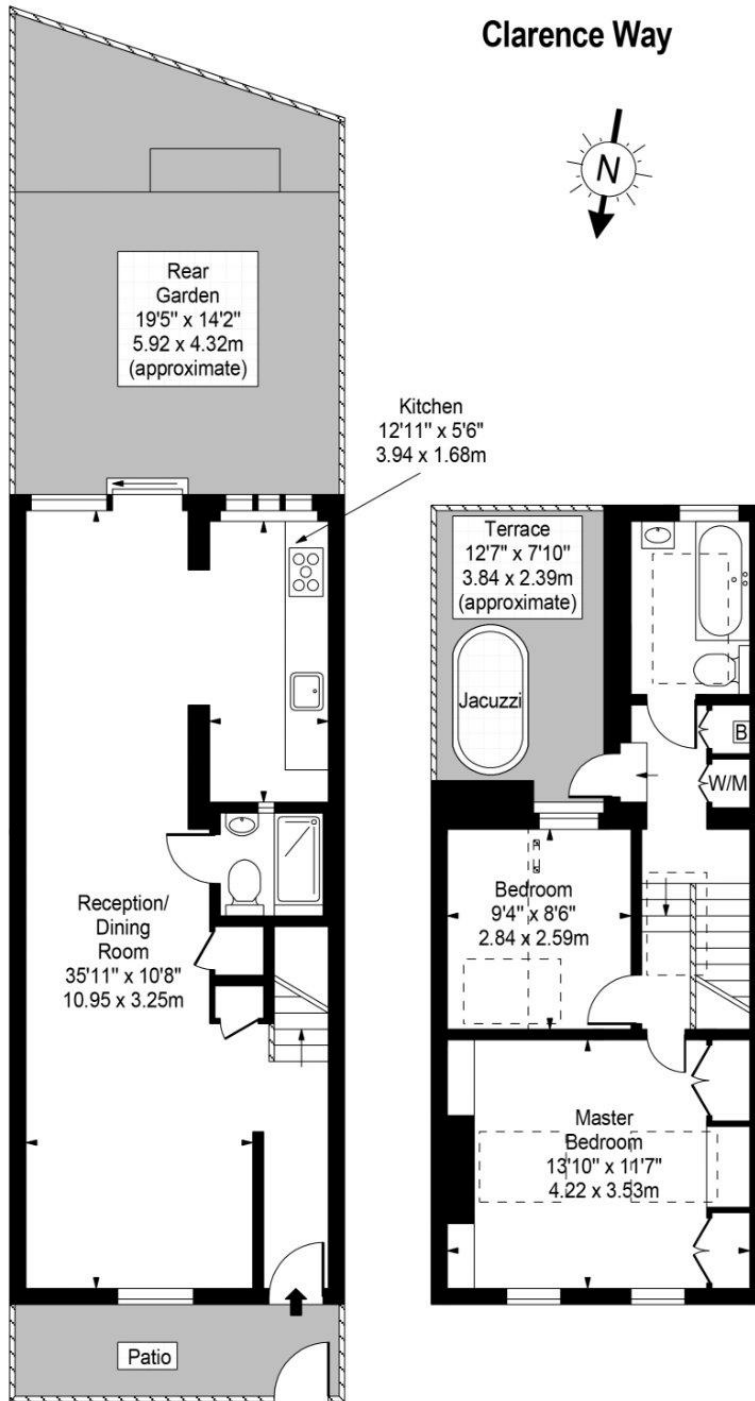 Clarence Way
N
Rear
Garden
19'5" x 14'2"
5.92 x 4.32m
(approximate)
Kitchen
12'11" x 5'6"
3.94 x 1.68m
Reception/
Dining
Room
35'11" x 10'8"
10.95 x 3.25m
Patio
Terrace
12'7" x 7'10"
3.84 x 2.39m
(approximate)
Jacuzzi
B
W/M
Bedroom
9'4" x 8'6"
2.84 x 2.59m
Master
Bedroom
13'10" x 11'7"
4.22 x 3.53m